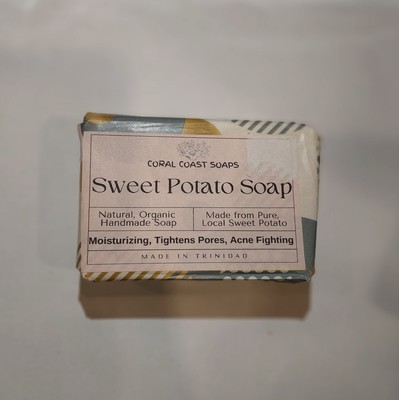 CORAL COAST SOAPS
Sweet Potato Soap
Natural, Organic
Handmade Soap
Made from Pure,
Local Sweet Potato
Moisturizing, Tightens Pores, Acne Fighting
MADE IN TRINIDAD